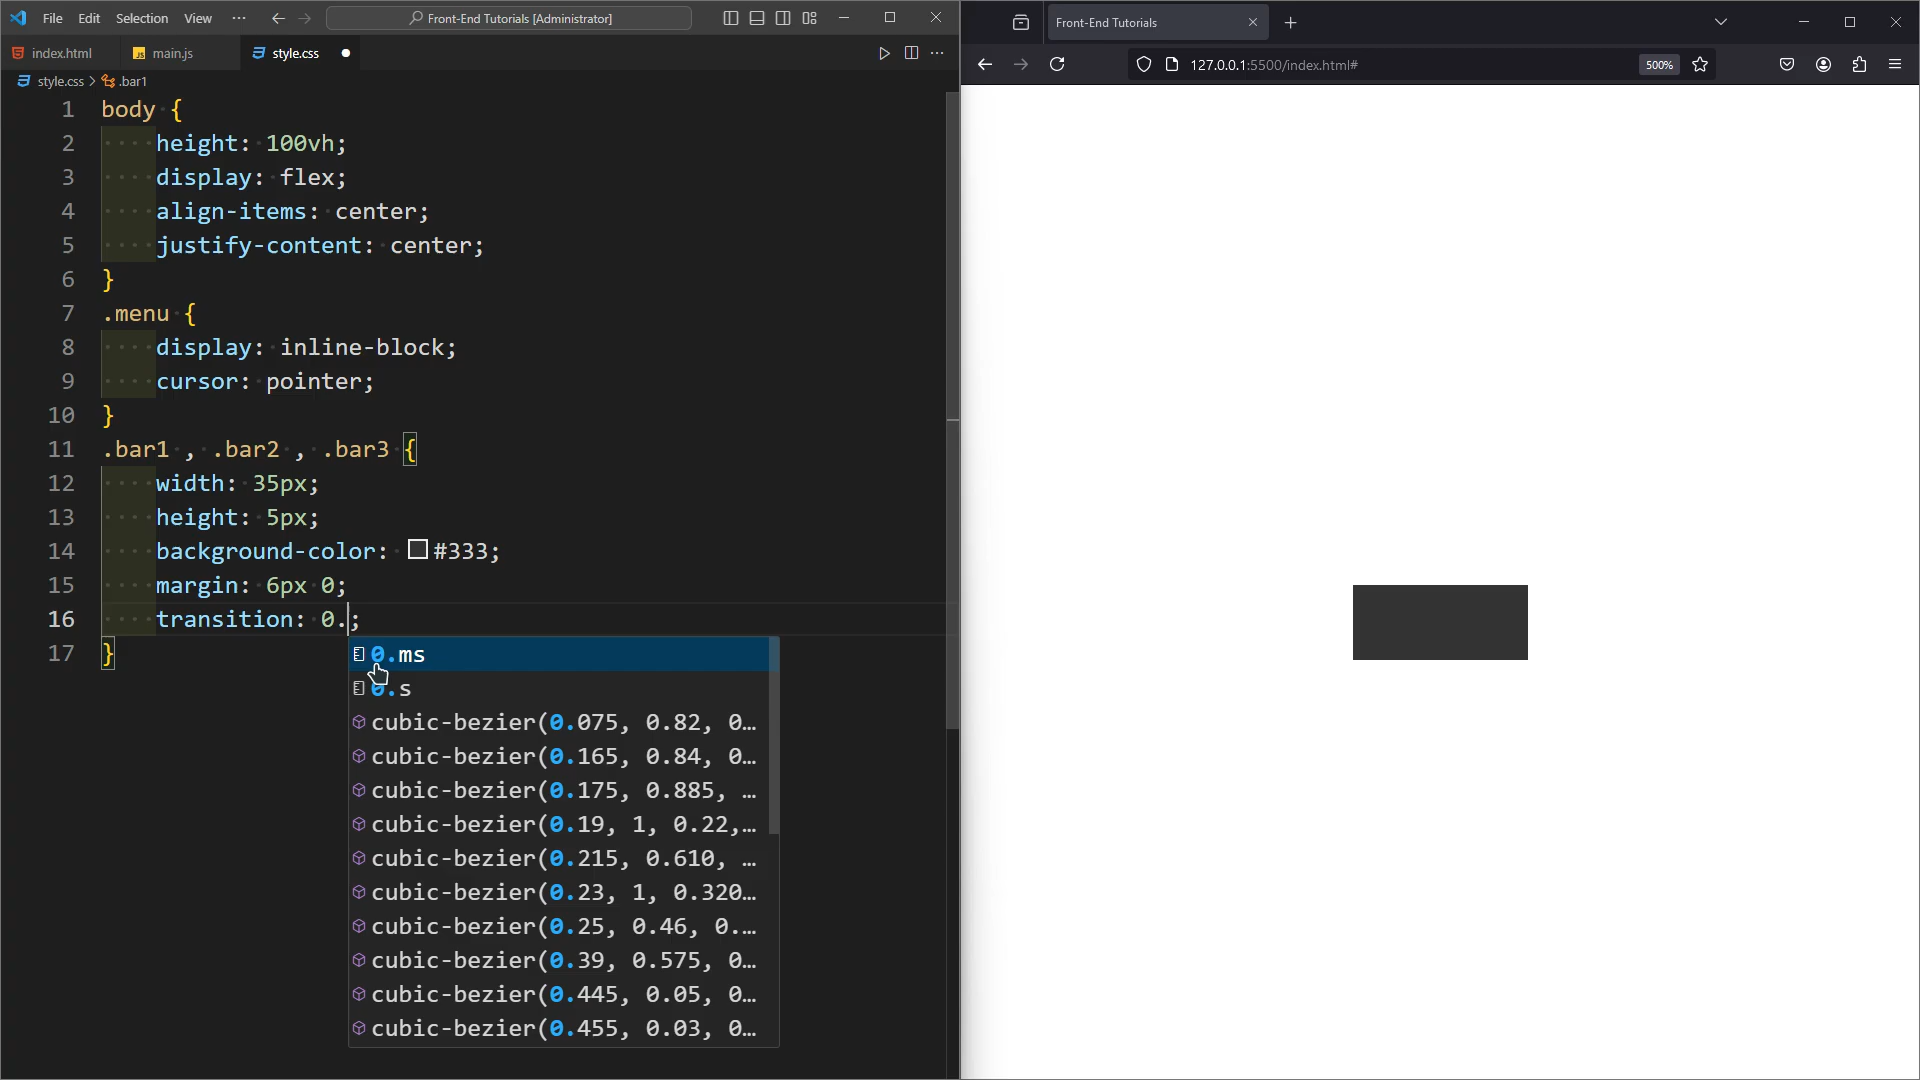 File Edit Selection View ··· Front-End Tutorials [Administrator]
index.html JS main.js style.css
style.css > .bar1
1 body {
2 height: 100vh;
3 display: flex;
4 align-items: center;
5 justify-content: center;
6 }
7 .menu {
8 display: inline-block;
9 cursor: pointer;
10 }
11 .bar1 , .bar2 , .bar3 {
12 width: 35px;
13 height: 5px;
14 background-color: #333;
15 margin: 6px 0;
16 transition: 0.;
17 }
0.ms
0.s
cubic-bezier(0.075, 0.82, 0…
cubic-bezier(0.165, 0.84, 0…
cubic-bezier(0.175, 0.885, …
cubic-bezier(0.19, 1, 0.22,…
cubic-bezier(0.215, 0.610, …
cubic-bezier(0.23, 1, 0.320…
cubic-bezier(0.25, 0.46, 0.…
cubic-bezier(0.39, 0.575, 0…
cubic-bezier(0.445, 0.05, 0…
cubic-bezier(0.455, 0.03, 0…
Front-End Tutorials
127.0.0.1:5500/index.html# 500%